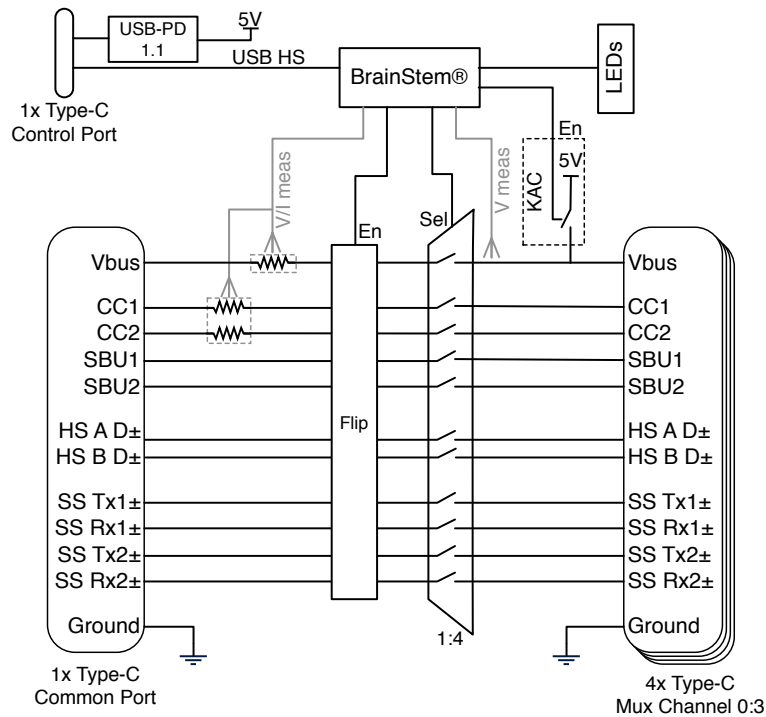 USB-PD
1.1
5V
USB HS
BrainStem®
LEDs
1x Type-C
Control Port
En
5V
KAC
V/I meas
V meas
En
Sel
Vbus
CC1
CC2
SBU1
SBU2
HS A D±
HS B D±
SS Tx1±
SS Rx1±
SS Tx2±
SS Rx2±
Ground
Flip
1:4
Vbus
CC1
CC2
SBU1
SBU2
HS A D±
HS B D±
SS Tx1±
SS Rx1±
SS Tx2±
SS Rx2±
Ground
1x Type-C
Common Port
4x Type-C
Mux Channel 0:3